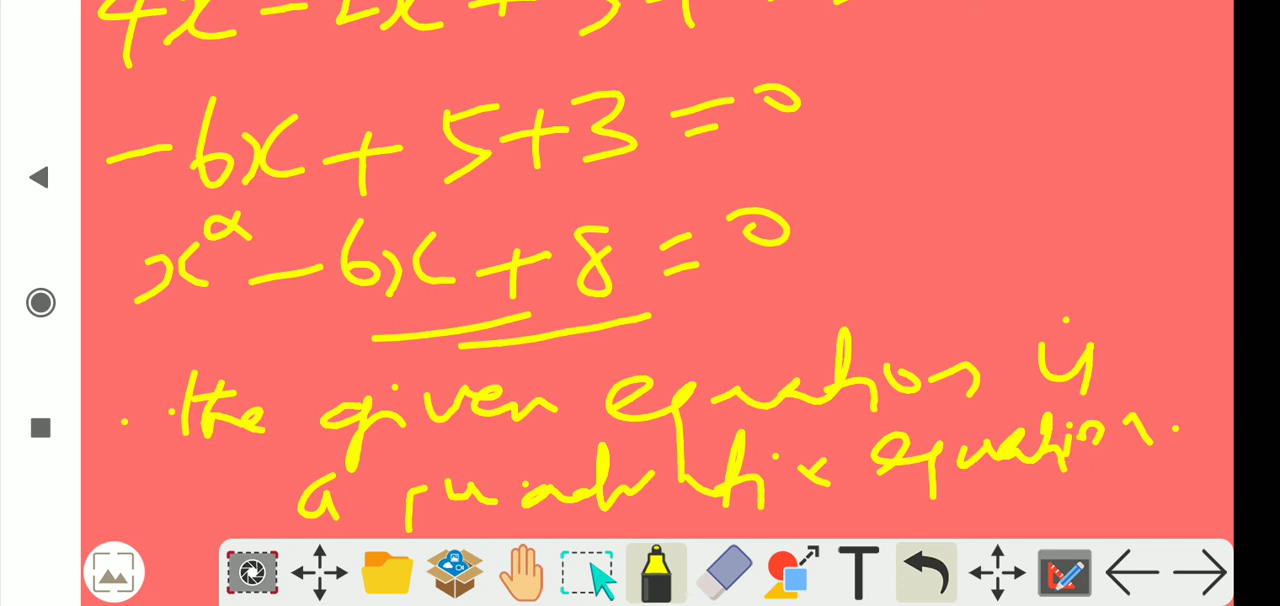 - 6x + 5+3 = 0
x² - 6x + 8 = 0
∴ the given equation is
a quadratic equation.
T